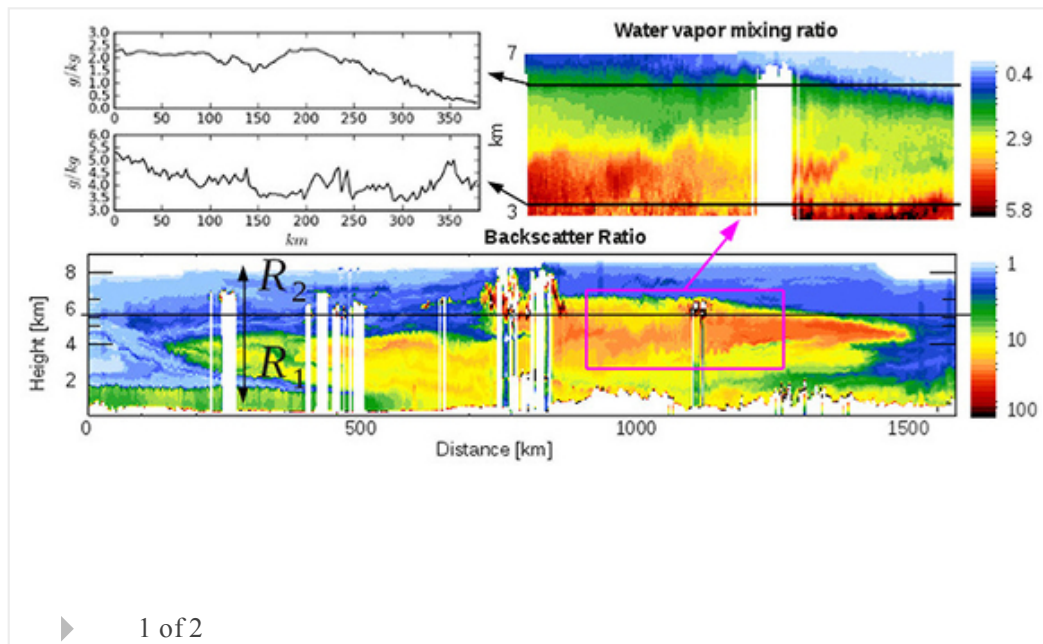 Water vapor mixing ratio
3.0
2.5
2.0
1.5
1.0
0.5
0.0
g/kg
0 50 100 150 200 250 300 350
6.0
5.5
5.0
4.5
4.0
3.5
3.0
g/kg
0 50 100 150 200 250 300 350
km
7
km
3
0.4
2.9
5.8
Backscatter Ratio
8
6
4
2
Height [km]
R2
R1
1
10
100
0 500 1000 1500
Distance [km]
1 of 2